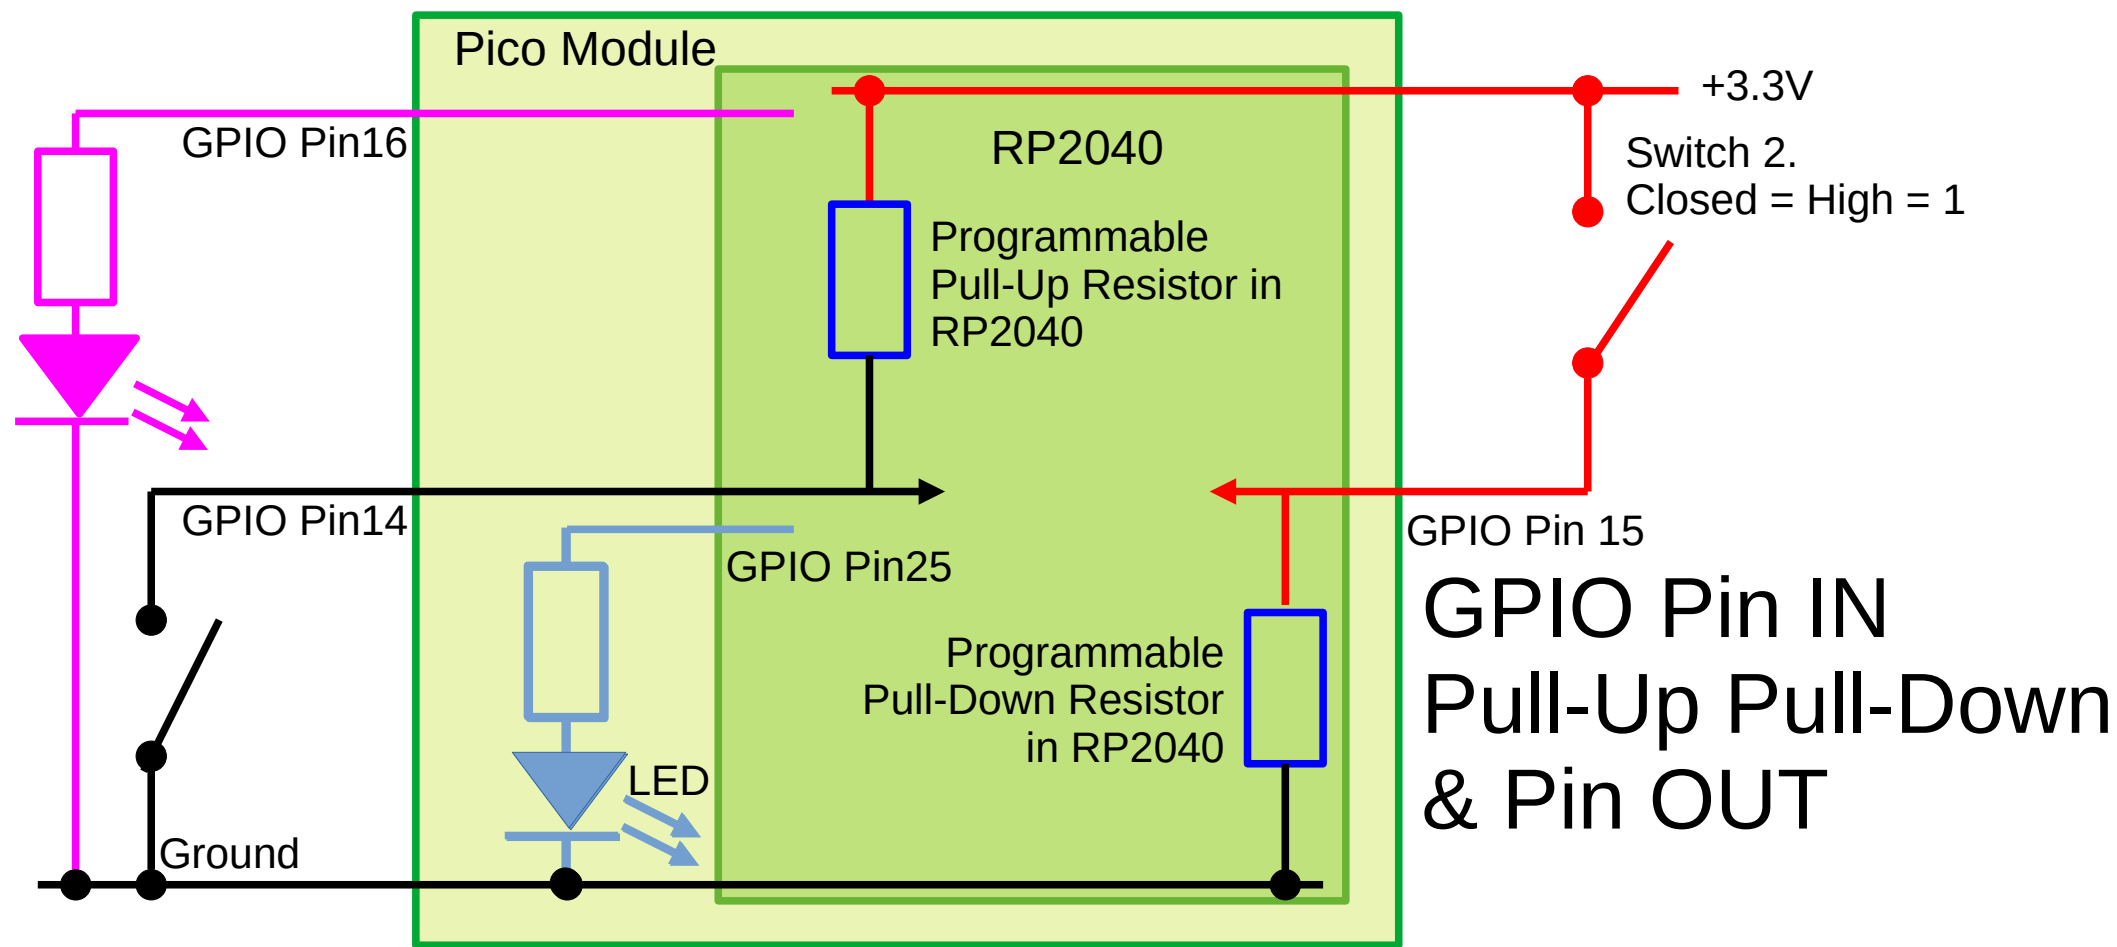 Pico Module
+3.3V
GPIO Pin16
RP2040
Switch 2.
Closed = High = 1
Programmable
Pull-Up Resistor in
RP2040
GPIO Pin14
GPIO Pin 15
GPIO Pin25
GPIO Pin IN
Pull-Up Pull-Down
& Pin OUT
Programmable
Pull-Down Resistor
in RP2040
LED
Ground